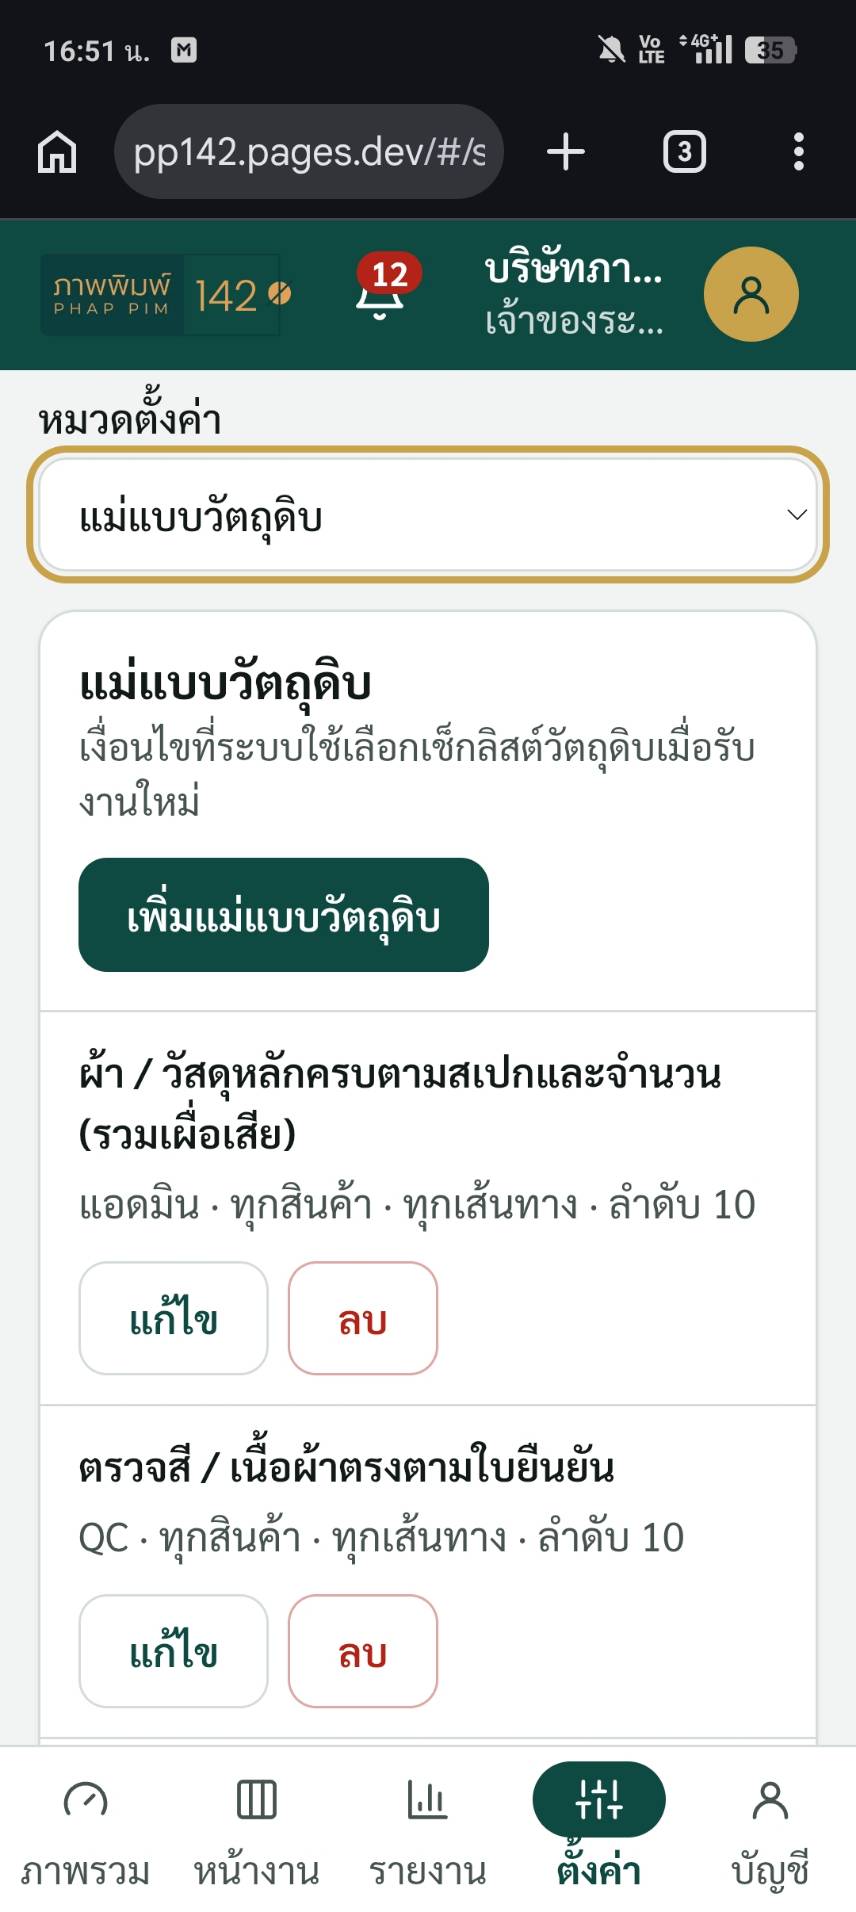 16:51 น. M Vo LTE 4G+ 35
pp142.pages.dev/#/s
3
ภาพพิมพ์ 142
PHAP PIM
12
บริษัทภา...
เจ้าของระ...
หมวดตั้งค่า
แม่แบบวัตถุดิบ
แม่แบบวัตถุดิบ
เงื่อนไขที่ระบบใช้เลือกเช็กลิสต์วัตถุดิบเมื่อรับ
งานใหม่
เพิ่มแม่แบบวัตถุดิบ
ผ้า / วัสดุหลักครบตามสเปกและจำนวน
(รวมเผื่อเสีย)
แอดมิน · ทุกสินค้า · ทุกเส้นทาง · ลำดับ 10
แก้ไข ลบ
ตรวจสี / เนื้อผ้าตรงตามใบยืนยัน
QC · ทุกสินค้า · ทุกเส้นทาง · ลำดับ 10
แก้ไข ลบ
ภาพรวม หน้างาน รายงาน ตั้งค่า บัญชี